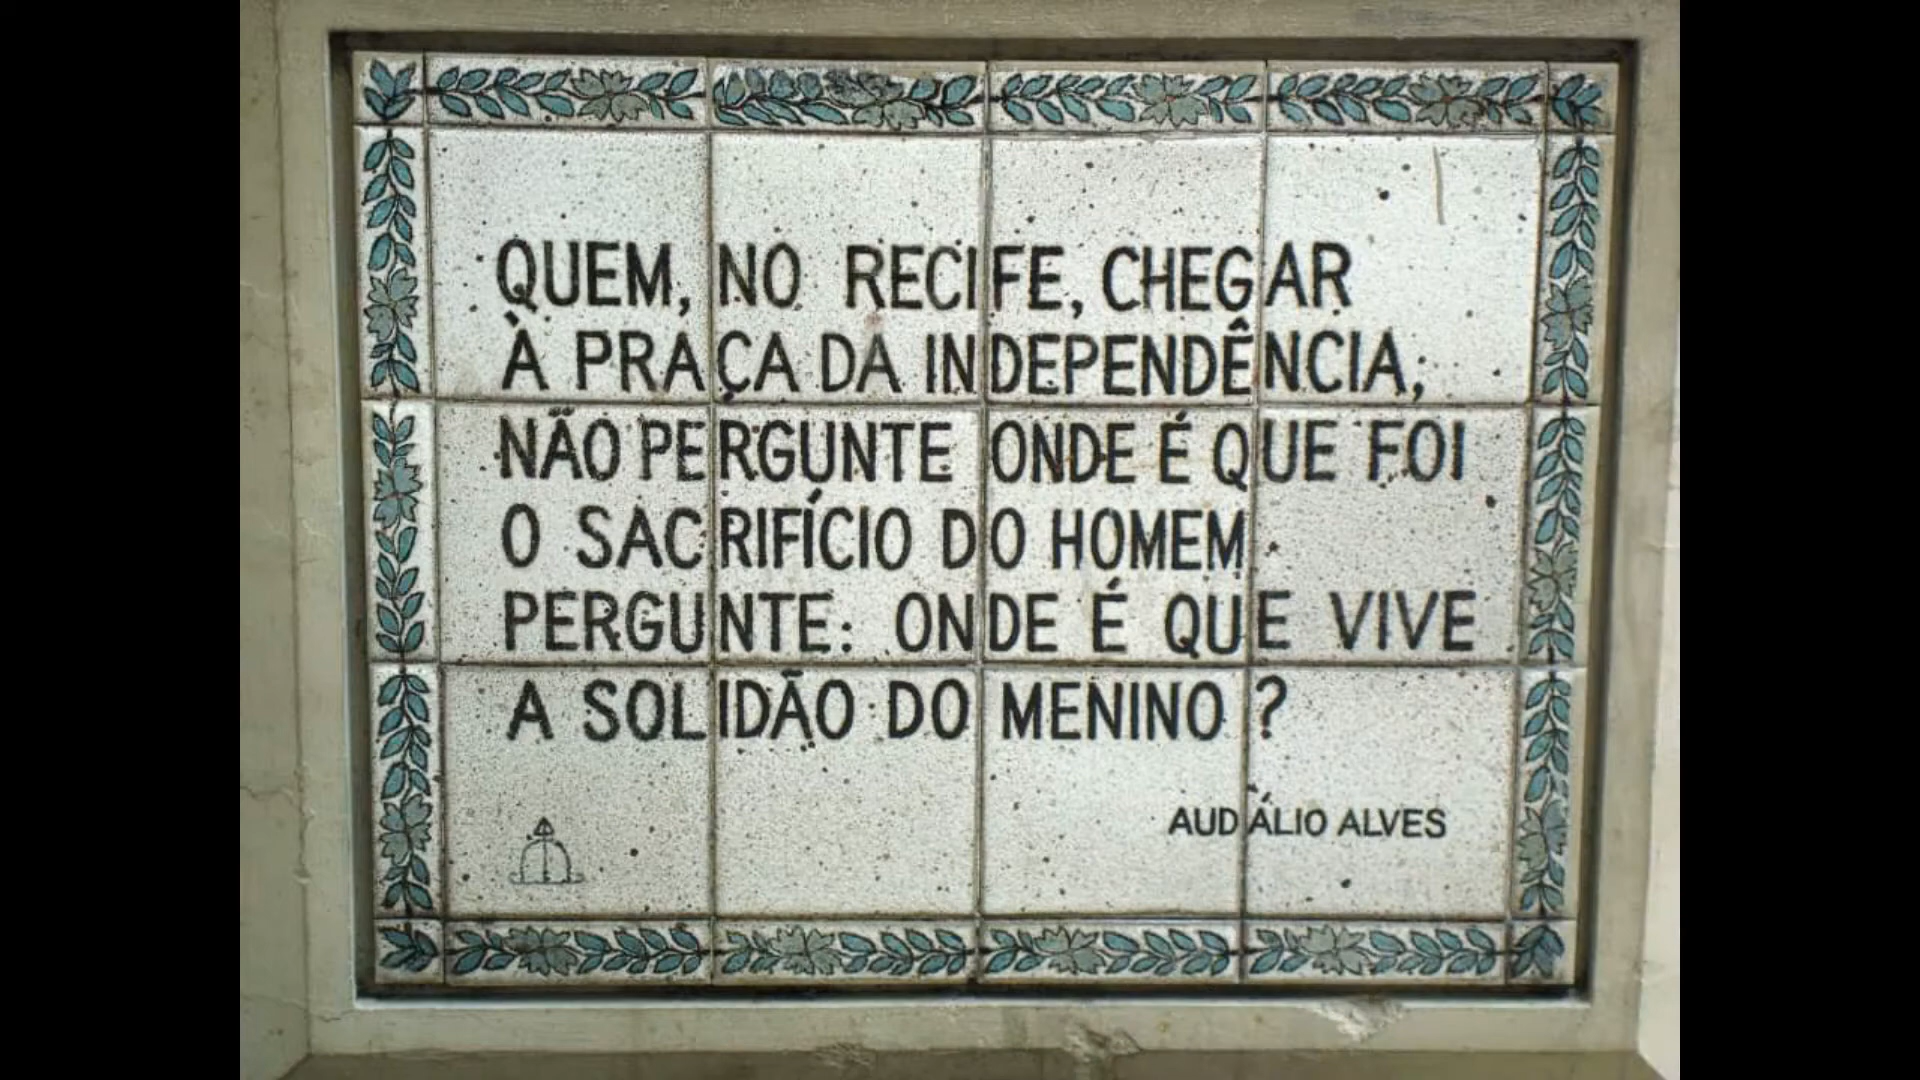 QUEM, NO RECIFE, CHEGAR
À PRAÇA DA INDEPENDÊNCIA,
NÃO PERGUNTE ONDE É QUE FOI
O SACRIFÍCIO DO HOMEM
PERGUNTE: ONDE É QUE VIVE
A SOLIDÃO DO MENINO ?
AUDÁLIO ALVES